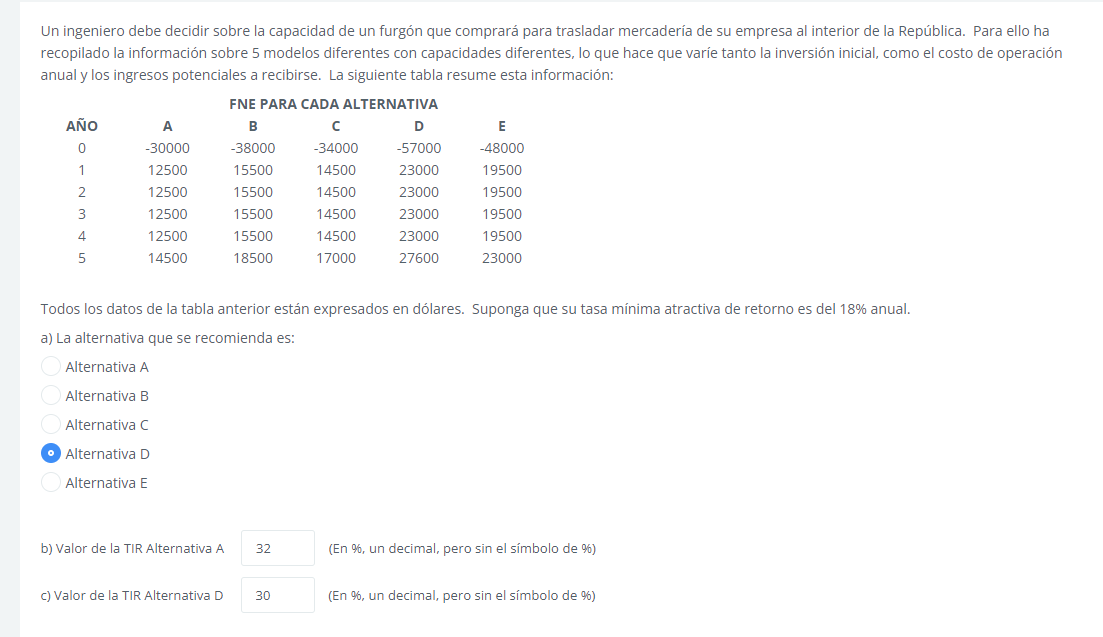 Un ingeniero debe decidir sobre la capacidad de un furgón que comprará para trasladar mercadería de su empresa al interior de la República.  Para ello ha
recopilado la información sobre 5 modelos diferentes con capacidades diferentes, lo que hace que varíe tanto la inversión inicial, como el costo de operación
anual y los ingresos potenciales a recibirse.  La siguiente tabla resume esta información:
FNE PARA CADA ALTERNATIVA
AÑO A B C D E
0 -30000 -38000 -34000 -57000 -48000
1 12500 15500 14500 23000 19500
2 12500 15500 14500 23000 19500
3 12500 15500 14500 23000 19500
4 12500 15500 14500 23000 19500
5 14500 18500 17000 27600 23000
Todos los datos de la tabla anterior están expresados en dólares.  Suponga que su tasa mínima atractiva de retorno es del 18% anual.
a) La alternativa que se recomienda es:
Alternativa A
Alternativa B
Alternativa C
Alternativa D
Alternativa E
b) Valor de la TIR Alternativa A 32 (En %, un decimal, pero sin el símbolo de %)
c) Valor de la TIR Alternativa D 30 (En %, un decimal, pero sin el símbolo de %)